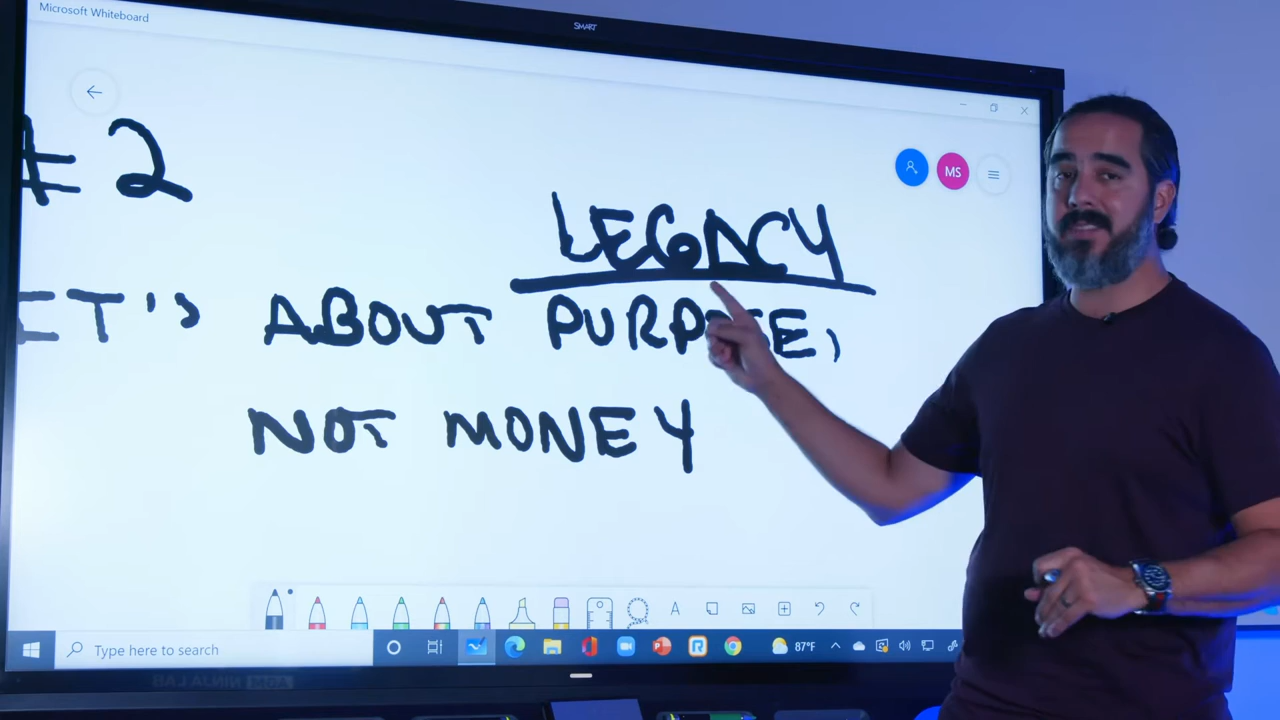 Microsoft Whiteboard
SMART
MS
#2
LEGACY
IT'S ABOUT PURPOSE,
NOT MONEY
A
Type here to search
87°F